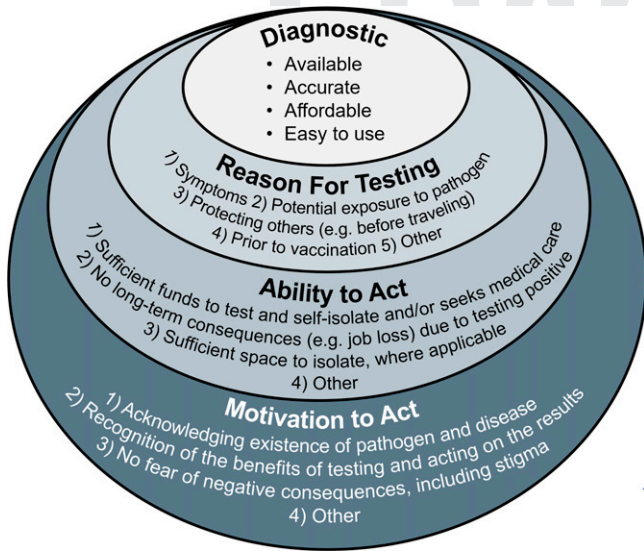 Diagnostic
• Available
• Accurate
• Affordable
• Easy to use
Reason For Testing
1) Symptoms 2) Potential exposure to pathogen
3) Protecting others (e.g. before traveling)
4) Prior to vaccination 5) Other
Ability to Act
1) Sufficient funds to test and self-isolate and/or seeks medical care
2) No long-term consequences (e.g. job loss) due to testing positive
3) Sufficient space to isolate, where applicable
4) Other
Motivation to Act
1) Acknowledging existence of pathogen and disease
2) Recognition of the benefits of testing and acting on the results
3) No fear of negative consequences, including stigma
4) Other